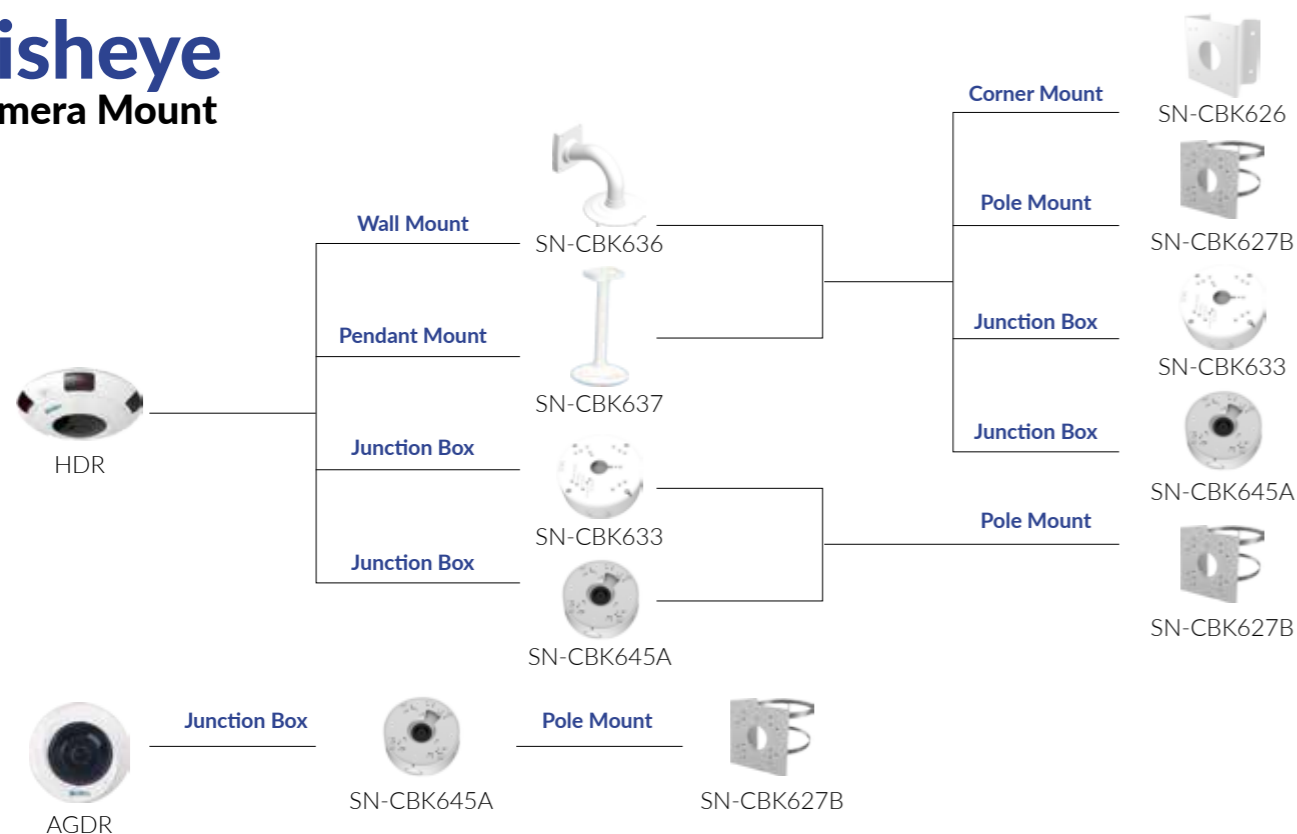 isheye
mera Mount
Corner Mount
SN-CBK626
Pole Mount
SN-CBK627B
Wall Mount
SN-CBK636
Junction Box
SN-CBK633
Pendant Mount
SN-CBK637
Junction Box
SN-CBK645A
HDR
Junction Box
SN-CBK633
Pole Mount
SN-CBK627B
Junction Box
SN-CBK645A
Junction Box
SN-CBK645A
Pole Mount
SN-CBK627B
AGDR